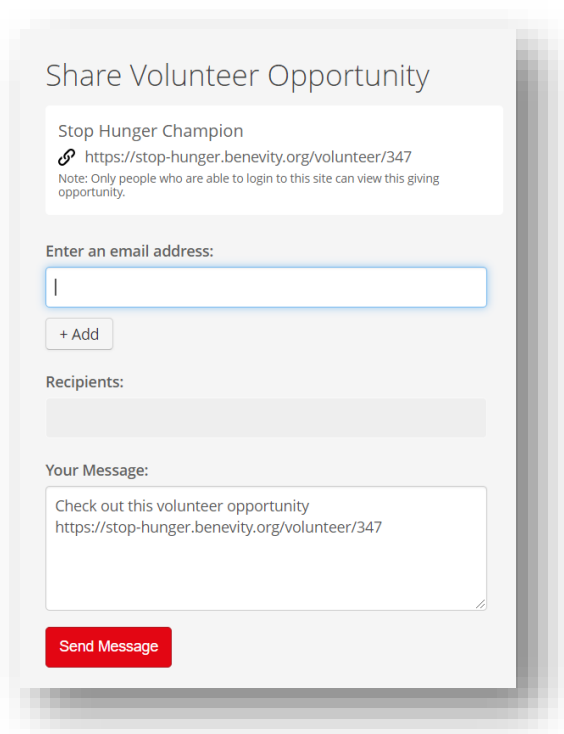 Share Volunteer Opportunity
Stop Hunger Champion
https://stop-hunger.benevity.org/volunteer/347
Note: Only people who are able to login to this site can view this giving
opportunity.
Enter an email address:
+ Add
Recipients:
Your Message:
Check out this volunteer opportunity
https://stop-hunger.benevity.org/volunteer/347
Send Message